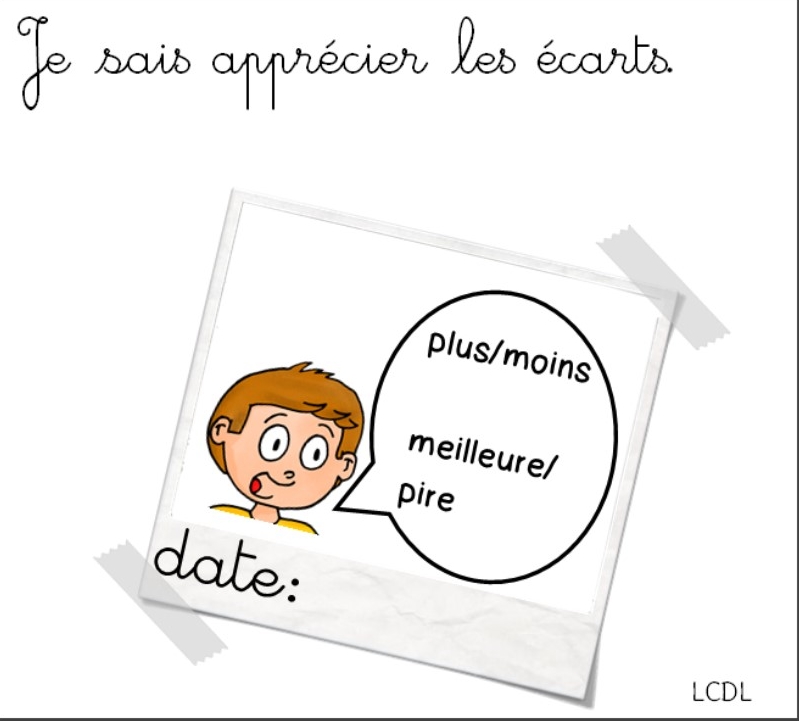 Je sais apprécier les écarts.
plus/moins
meilleure/
pire
date:
LCDL